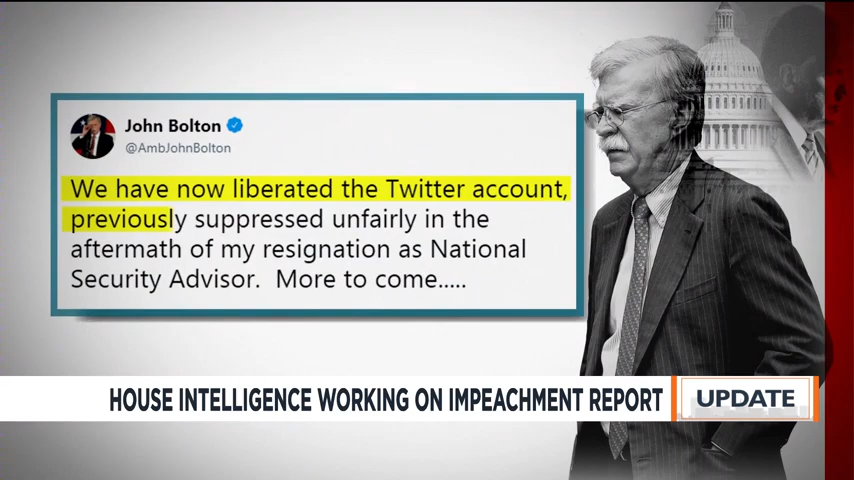 John Bolton
@AmbJohnBolton
We have now liberated the Twitter account,
previously suppressed unfairly in the
aftermath of my resignation as National
Security Advisor.  More to come.....
HOUSE INTELLIGENCE WORKING ON IMPEACHMENT REPORT
UPDATE